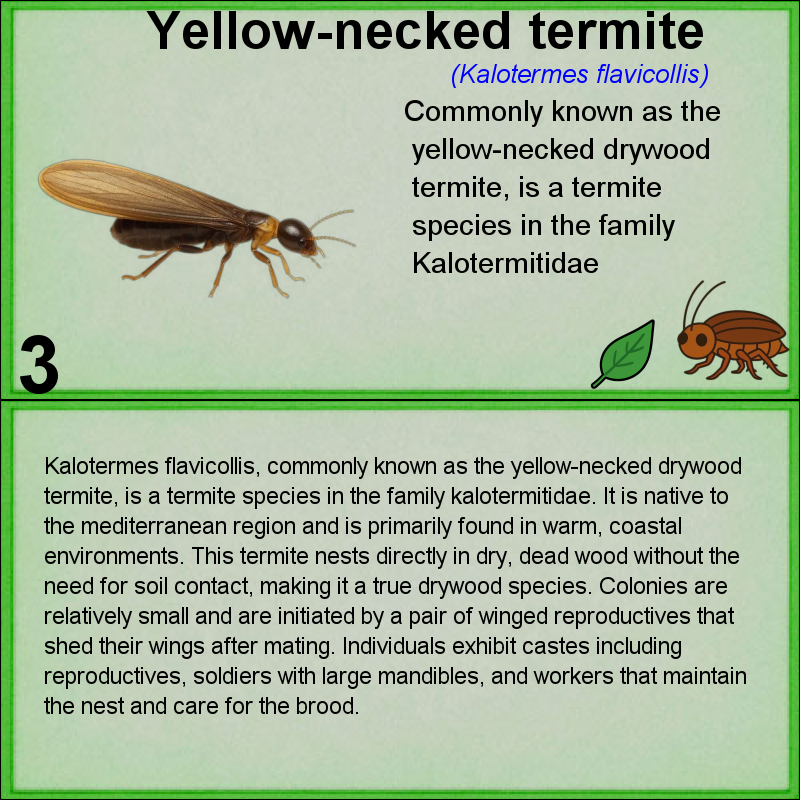 Yellow-necked termite
(Kalotermes flavicollis)
Commonly known as the
yellow-necked drywood
termite, is a termite
species in the family
Kalotermitidae
3
Kalotermes flavicollis, commonly known as the yellow-necked drywood
termite, is a termite species in the family kalotermitidae. It is native to
the mediterranean region and is primarily found in warm, coastal
environments. This termite nests directly in dry, dead wood without the
need for soil contact, making it a true drywood species. Colonies are
relatively small and are initiated by a pair of winged reproductives that
shed their wings after mating. Individuals exhibit castes including
reproductives, soldiers with large mandibles, and workers that maintain
the nest and care for the brood.